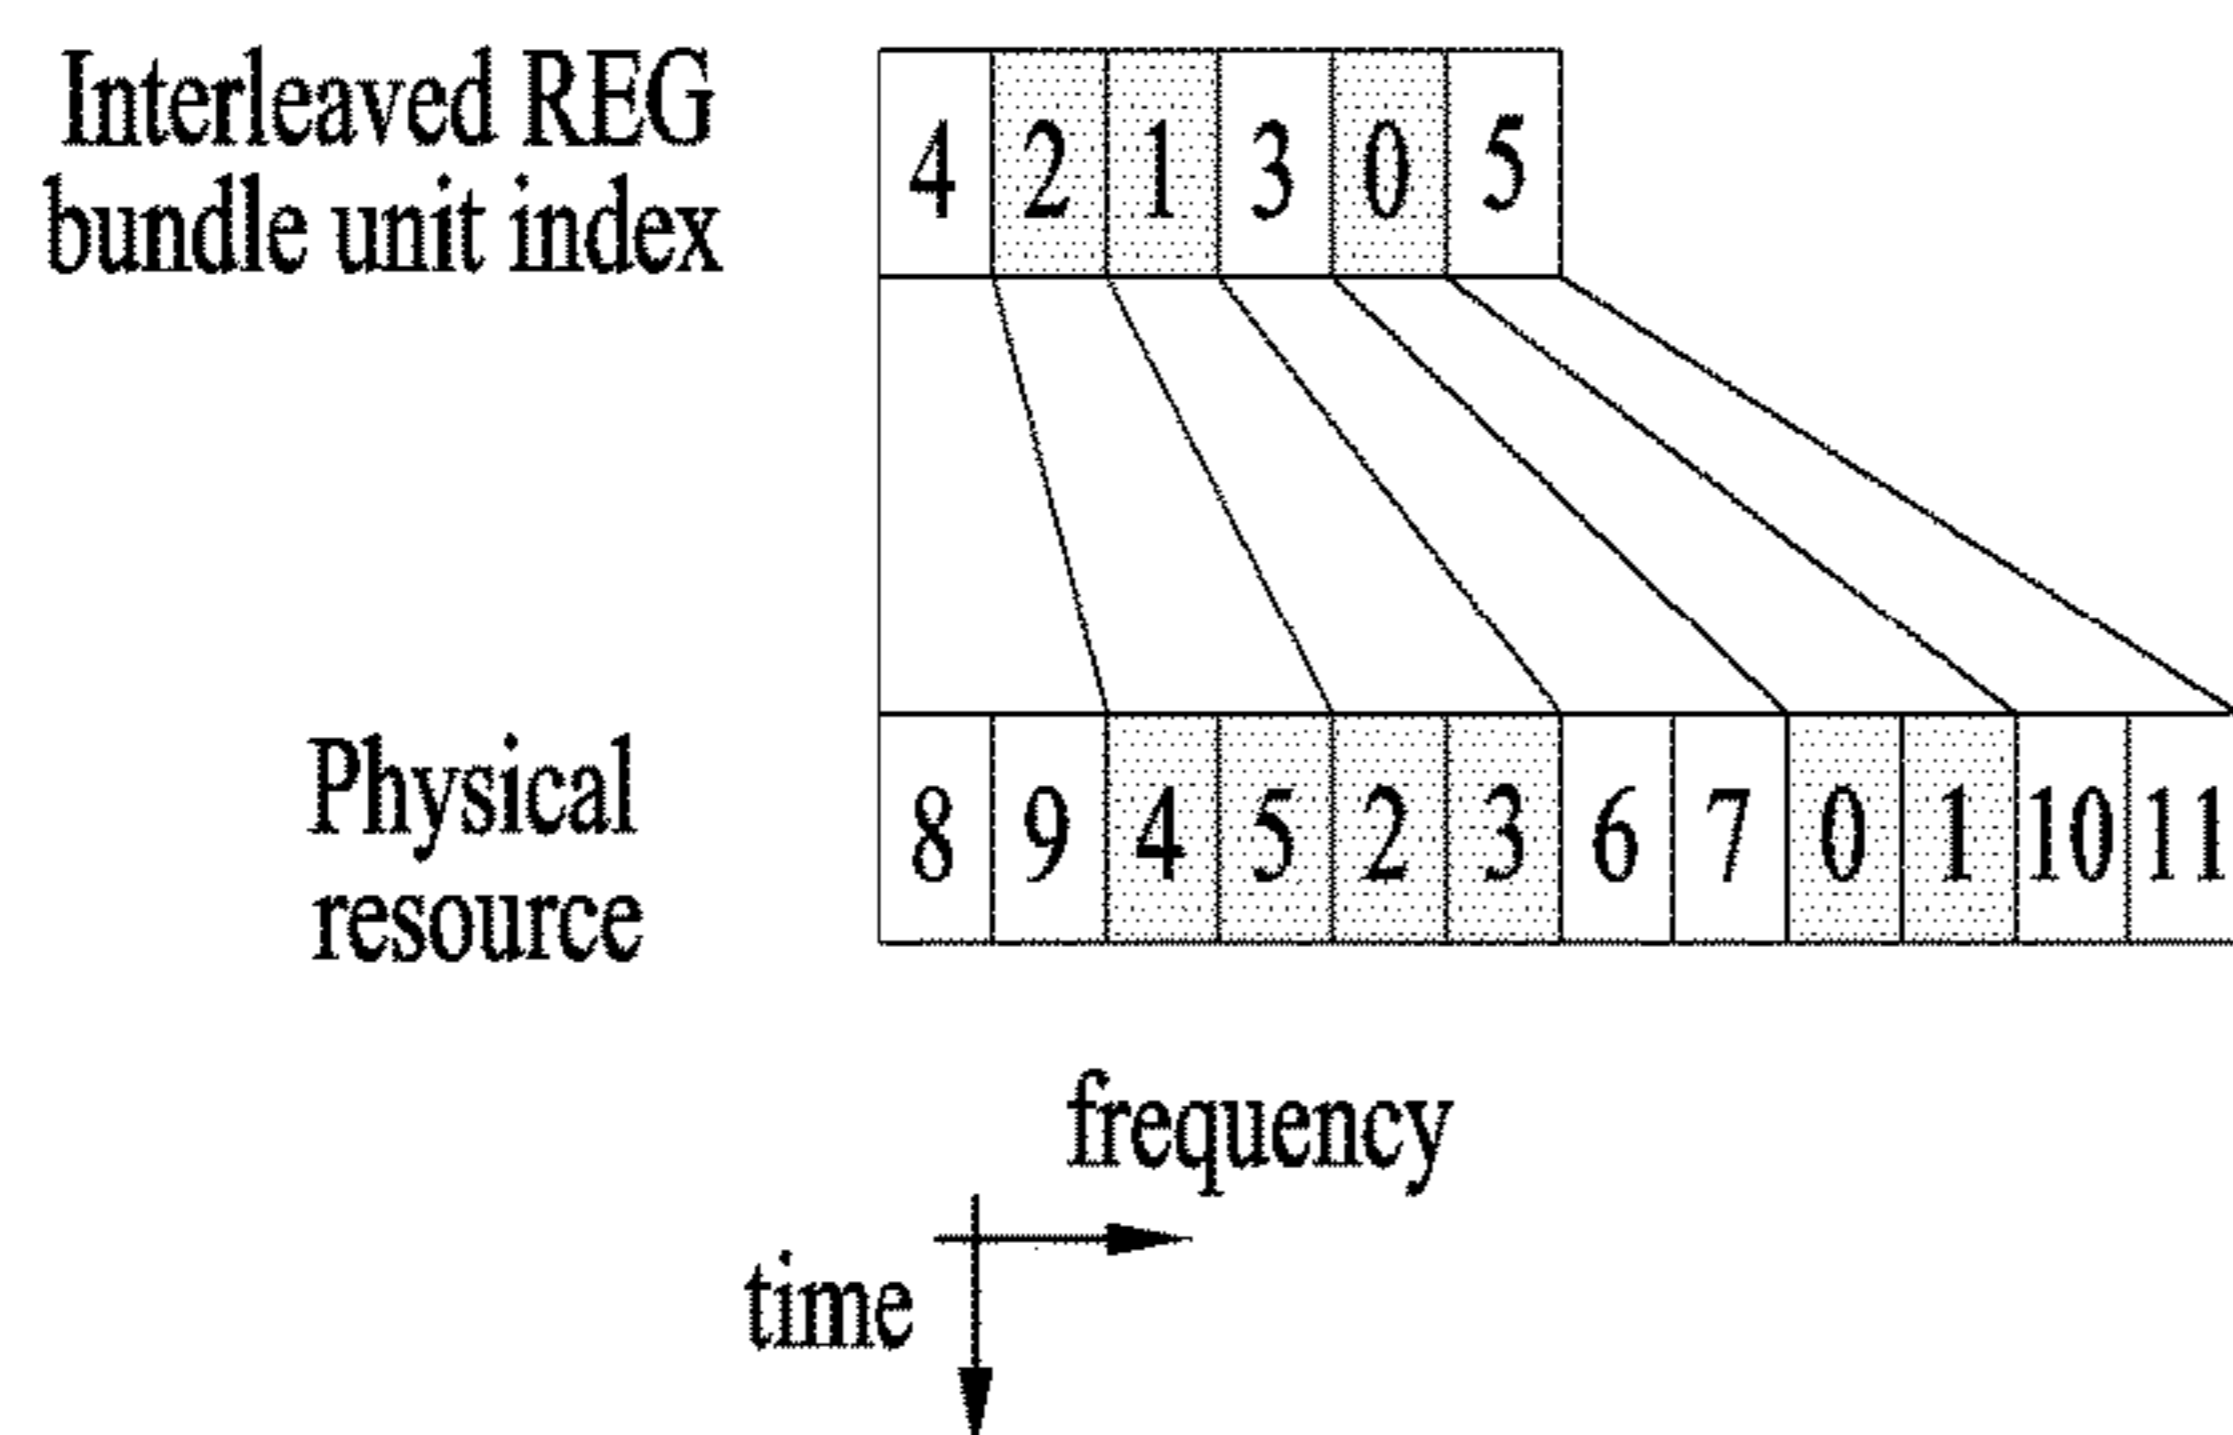 Interleaved REG
bundle unit index
4 2 1 3 0 5
Physical
resource
8 9 4 5 2 3 6 7 0 1 10 11
frequency
time